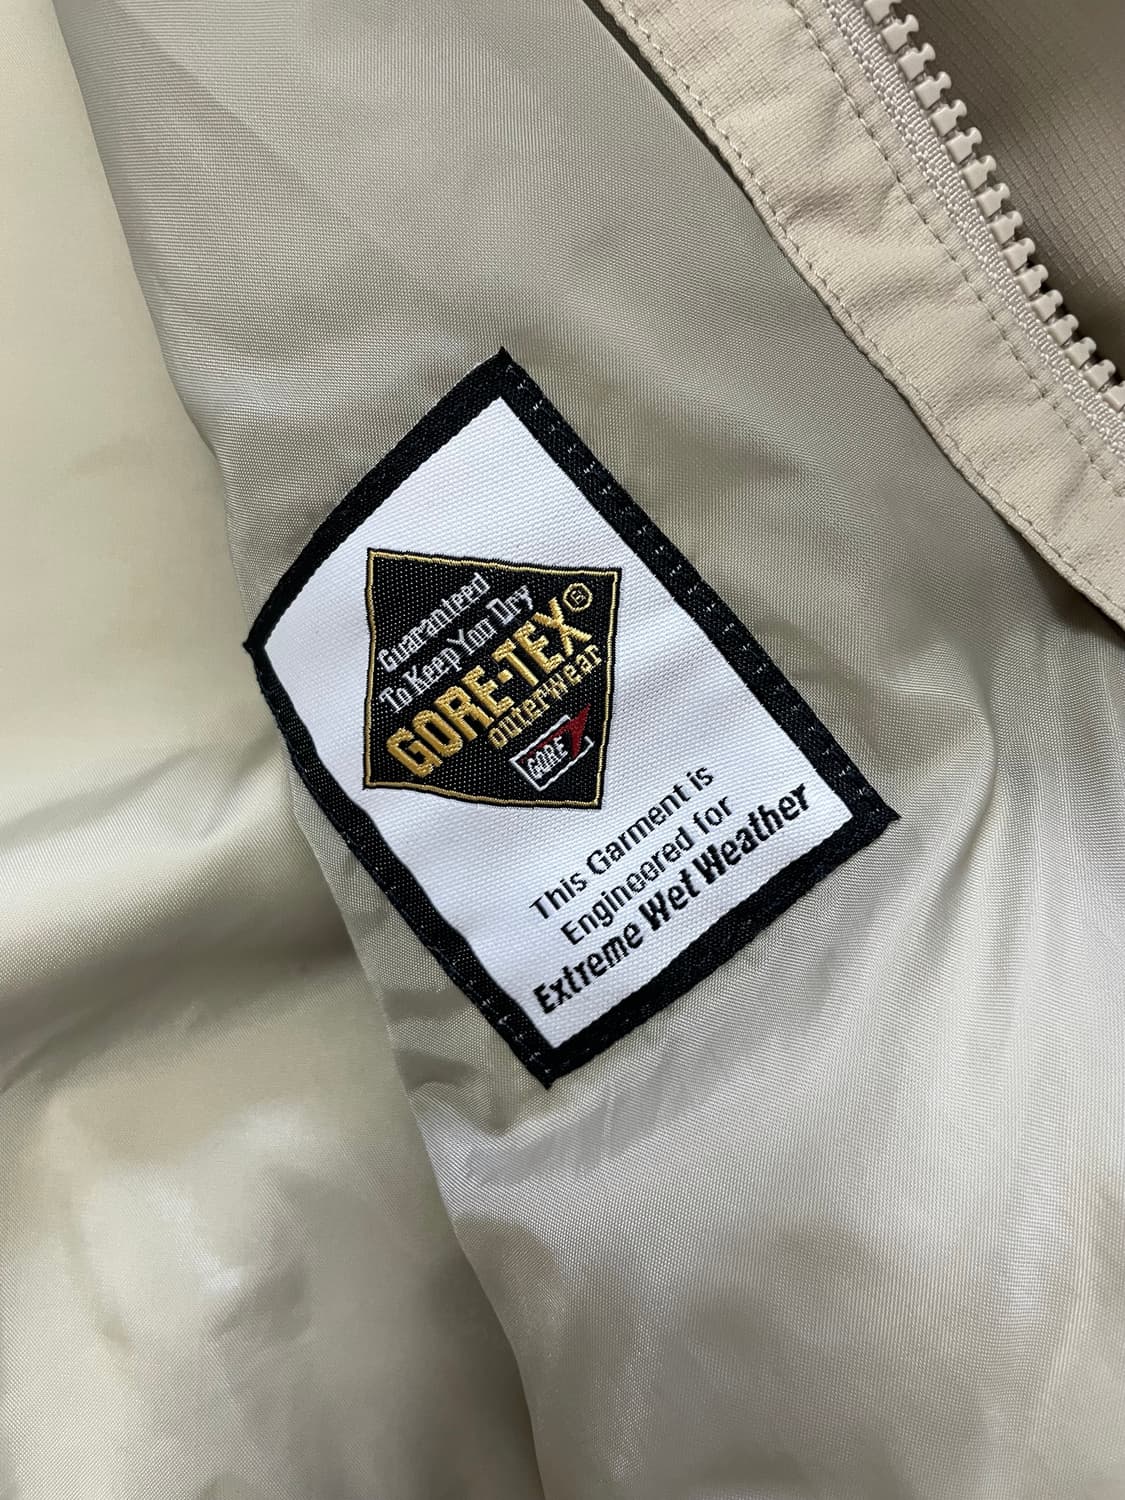 Guaranteed
To Keep You Dry
GORE-TEX®
outerwear
GORE
This Garment is
Engineered for
Extreme Wet Weather